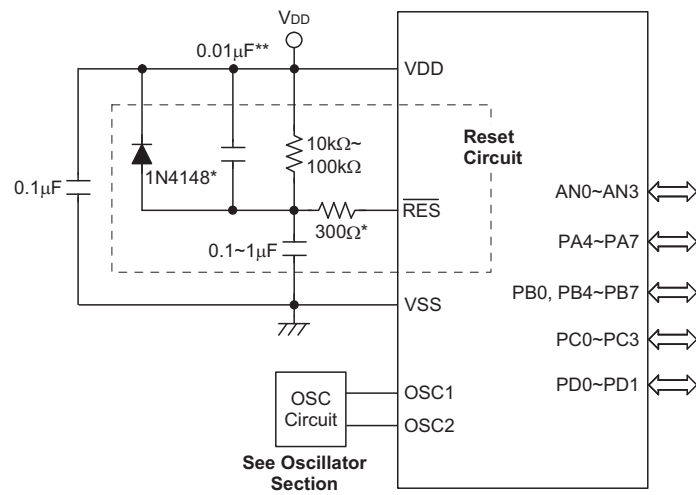 VDD
0.01μF**
VDD
10kΩ~
100kΩ
Reset
Circuit
1N4148*
0.1μF
AN0~AN3
RES
300Ω*
PA4~PA7
0.1~1μF
PB0, PB4~PB7
VSS
PC0~PC3
PD0~PD1
OSC
Circuit
OSC1
OSC2
See Oscillator
Section